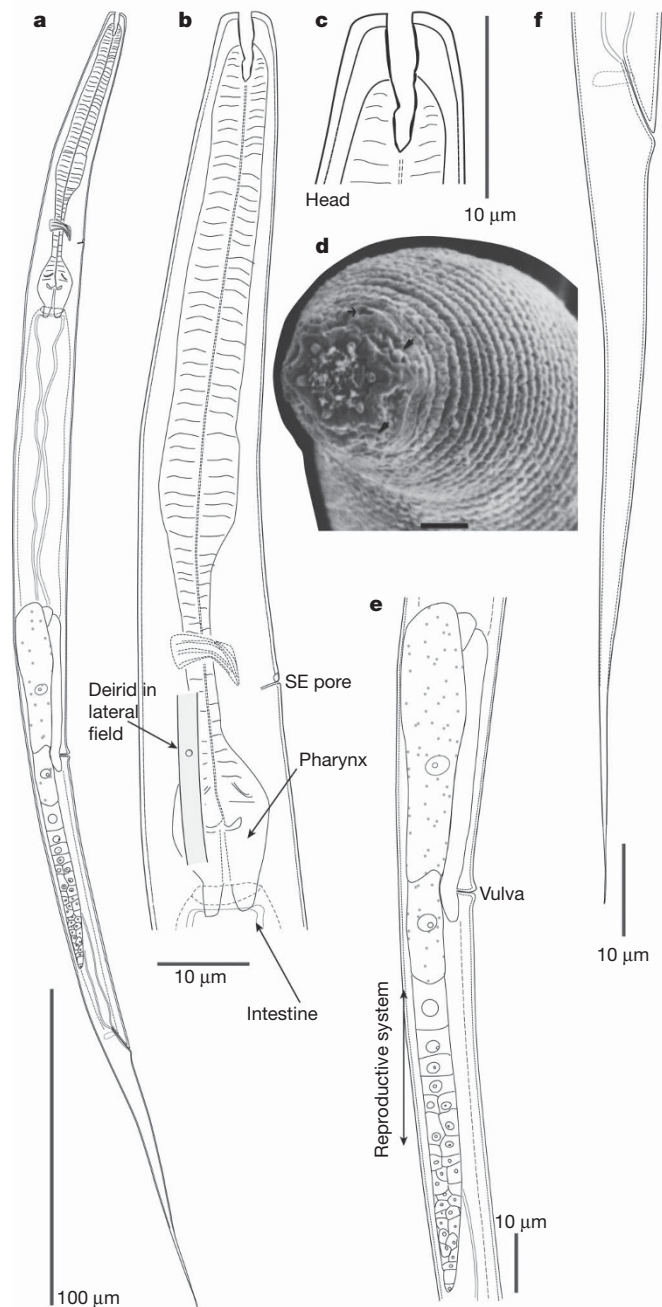 a
b
c
f
Head
10 μm
d
SE pore
Deirid in
lateral
field
Pharynx
e
Vulva
10 μm
10 μm
Intestine
Reproductive system
10 μm
100 μm